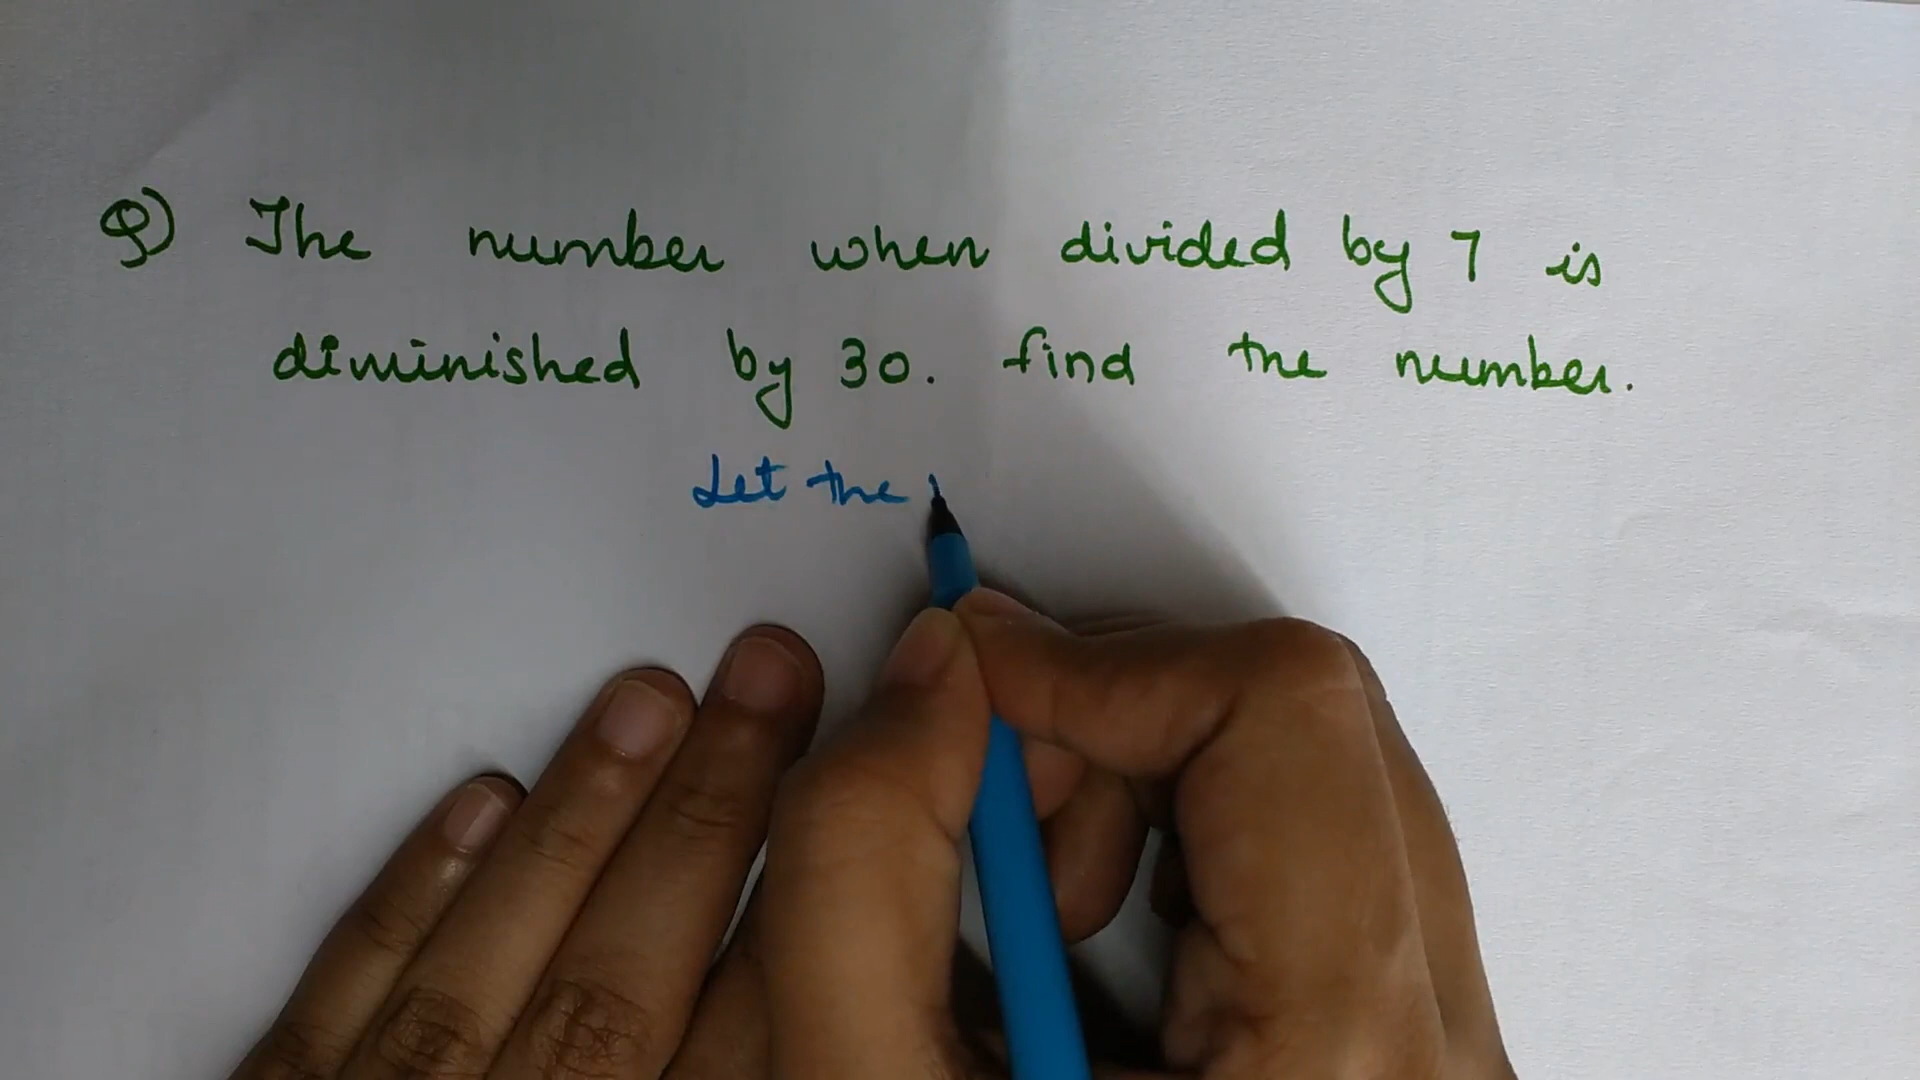 Q) The number when divided by 7 is
diminished by 30. find the number.
Let the